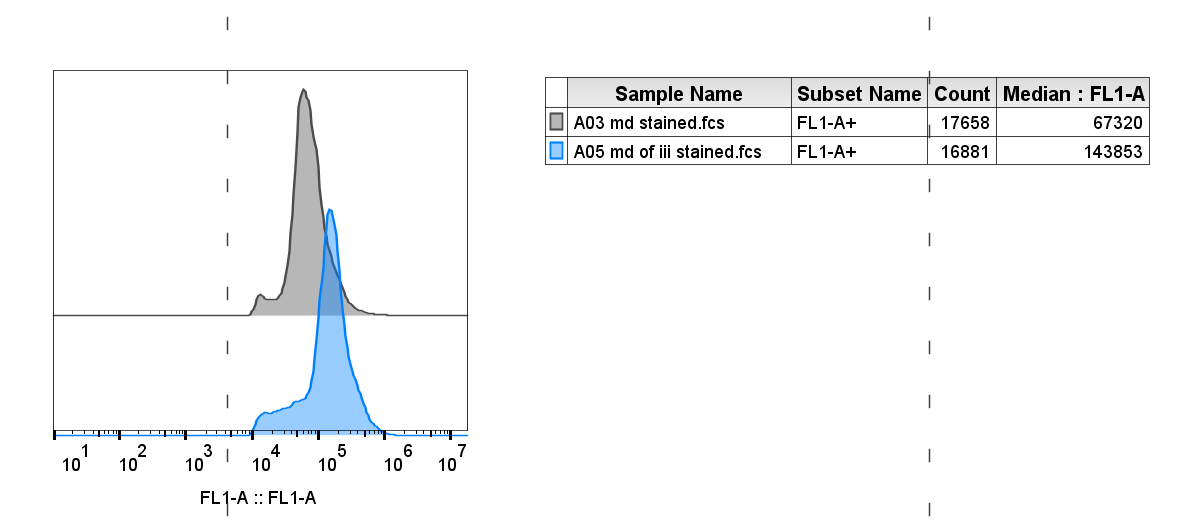 Sample Name Subset Name Count Median : FL1-A
A03 md stained.fcs FL1-A+ 17658 67320
A05 md of iii stained.fcs FL1-A+ 16881 143853
10^1 10^2 10^3 10^4 10^5 10^6 10^7
FL1-A :: FL1-A